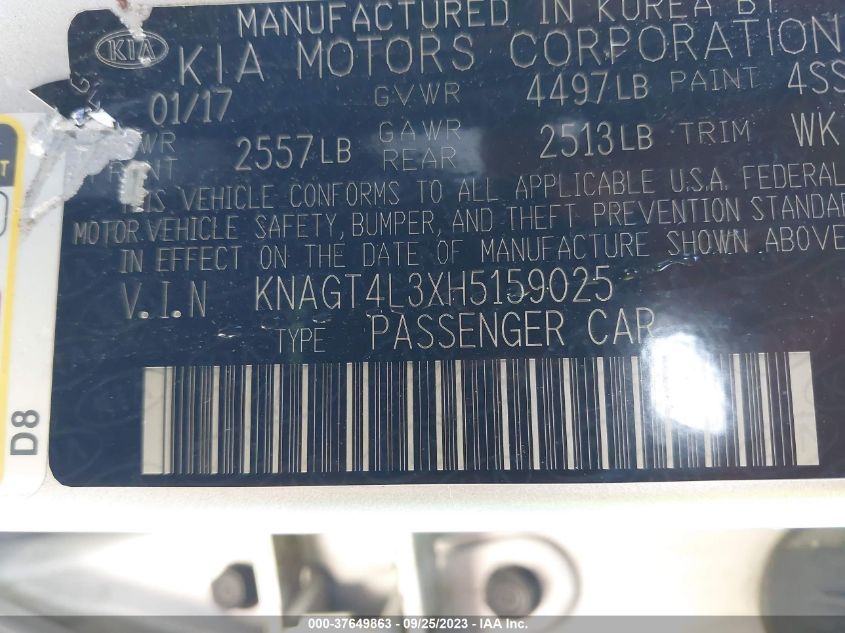 MANUFACTURED IN KOREA BY
KIA KIA MOTORS CORPORATION
01/17 GVWR 4497LB PAINT 4SS
2557LB GAWR REAR 2513LB TRIM WK
THIS VEHICLE CONFORMS TO ALL APPLICABLE U.S.A. FEDERAL
MOTOR VEHICLE SAFETY, BUMPER, AND THEFT PREVENTION STANDAR
IN EFFECT ON THE DATE OF MANUFACTURE SHOWN ABOVE
V.I.N KNAGT4L3XH5159025
TYPE PASSENGER CAR
D8
000-37649863 - 09/25/2023 - IAA Inc.